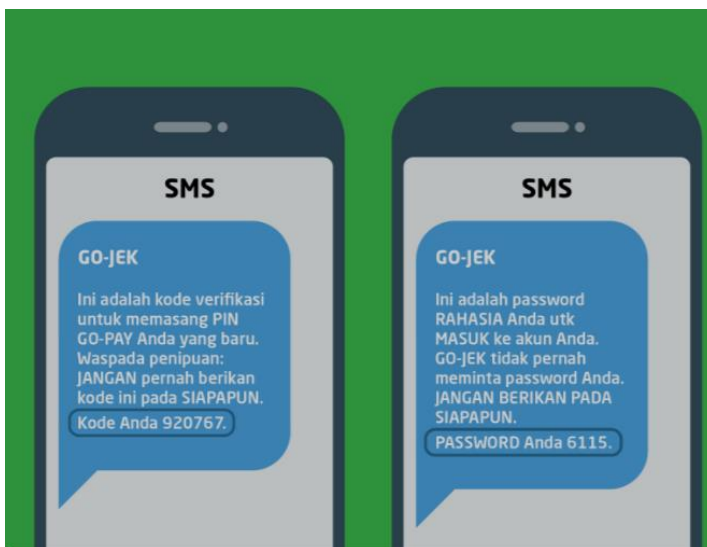 SMS
GO-JEK
Ini adalah kode verifikasi
untuk memasang PIN
GO-PAY Anda yang baru.
Waspada penipuan:
JANGAN pernah berikan
kode ini pada SIAPAPUN.
Kode Anda 920767.
SMS
GO-JEK
Ini adalah password
RAHASIA Anda utk
MASUK ke akun Anda.
GO-JEK tidak pernah
meminta password Anda.
JANGAN BERIKAN PADA
SIAPAPUN.
PASSWORD Anda 6115.